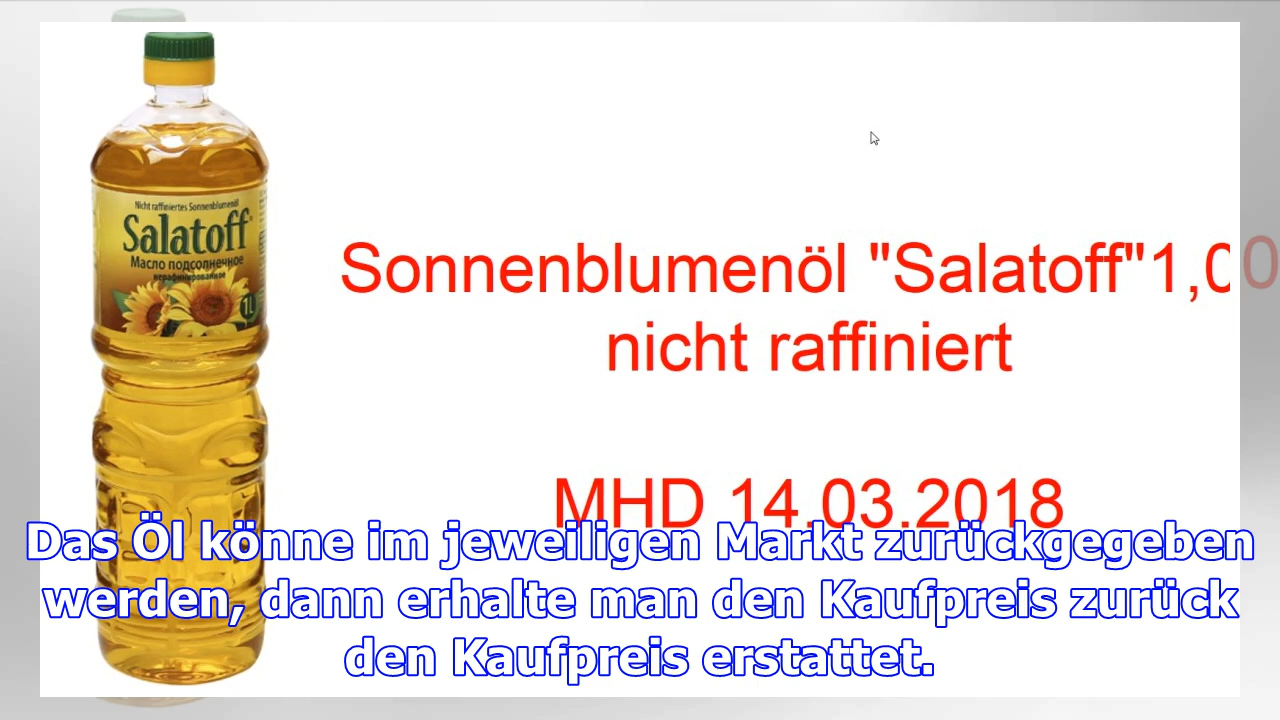 Nicht raffiniertes Sonnenblumenöl
Salatoff
Масло подсолнечное
нерафинированное
1L
Sonnenblumenöl "Salatoff"1,00
nicht raffiniert
MHD 14.03.2018
Das Öl könne im jeweiligen Markt zurückgegeben
werden, dann erhalte man den Kaufpreis zurück
den Kaufpreis erstattet.